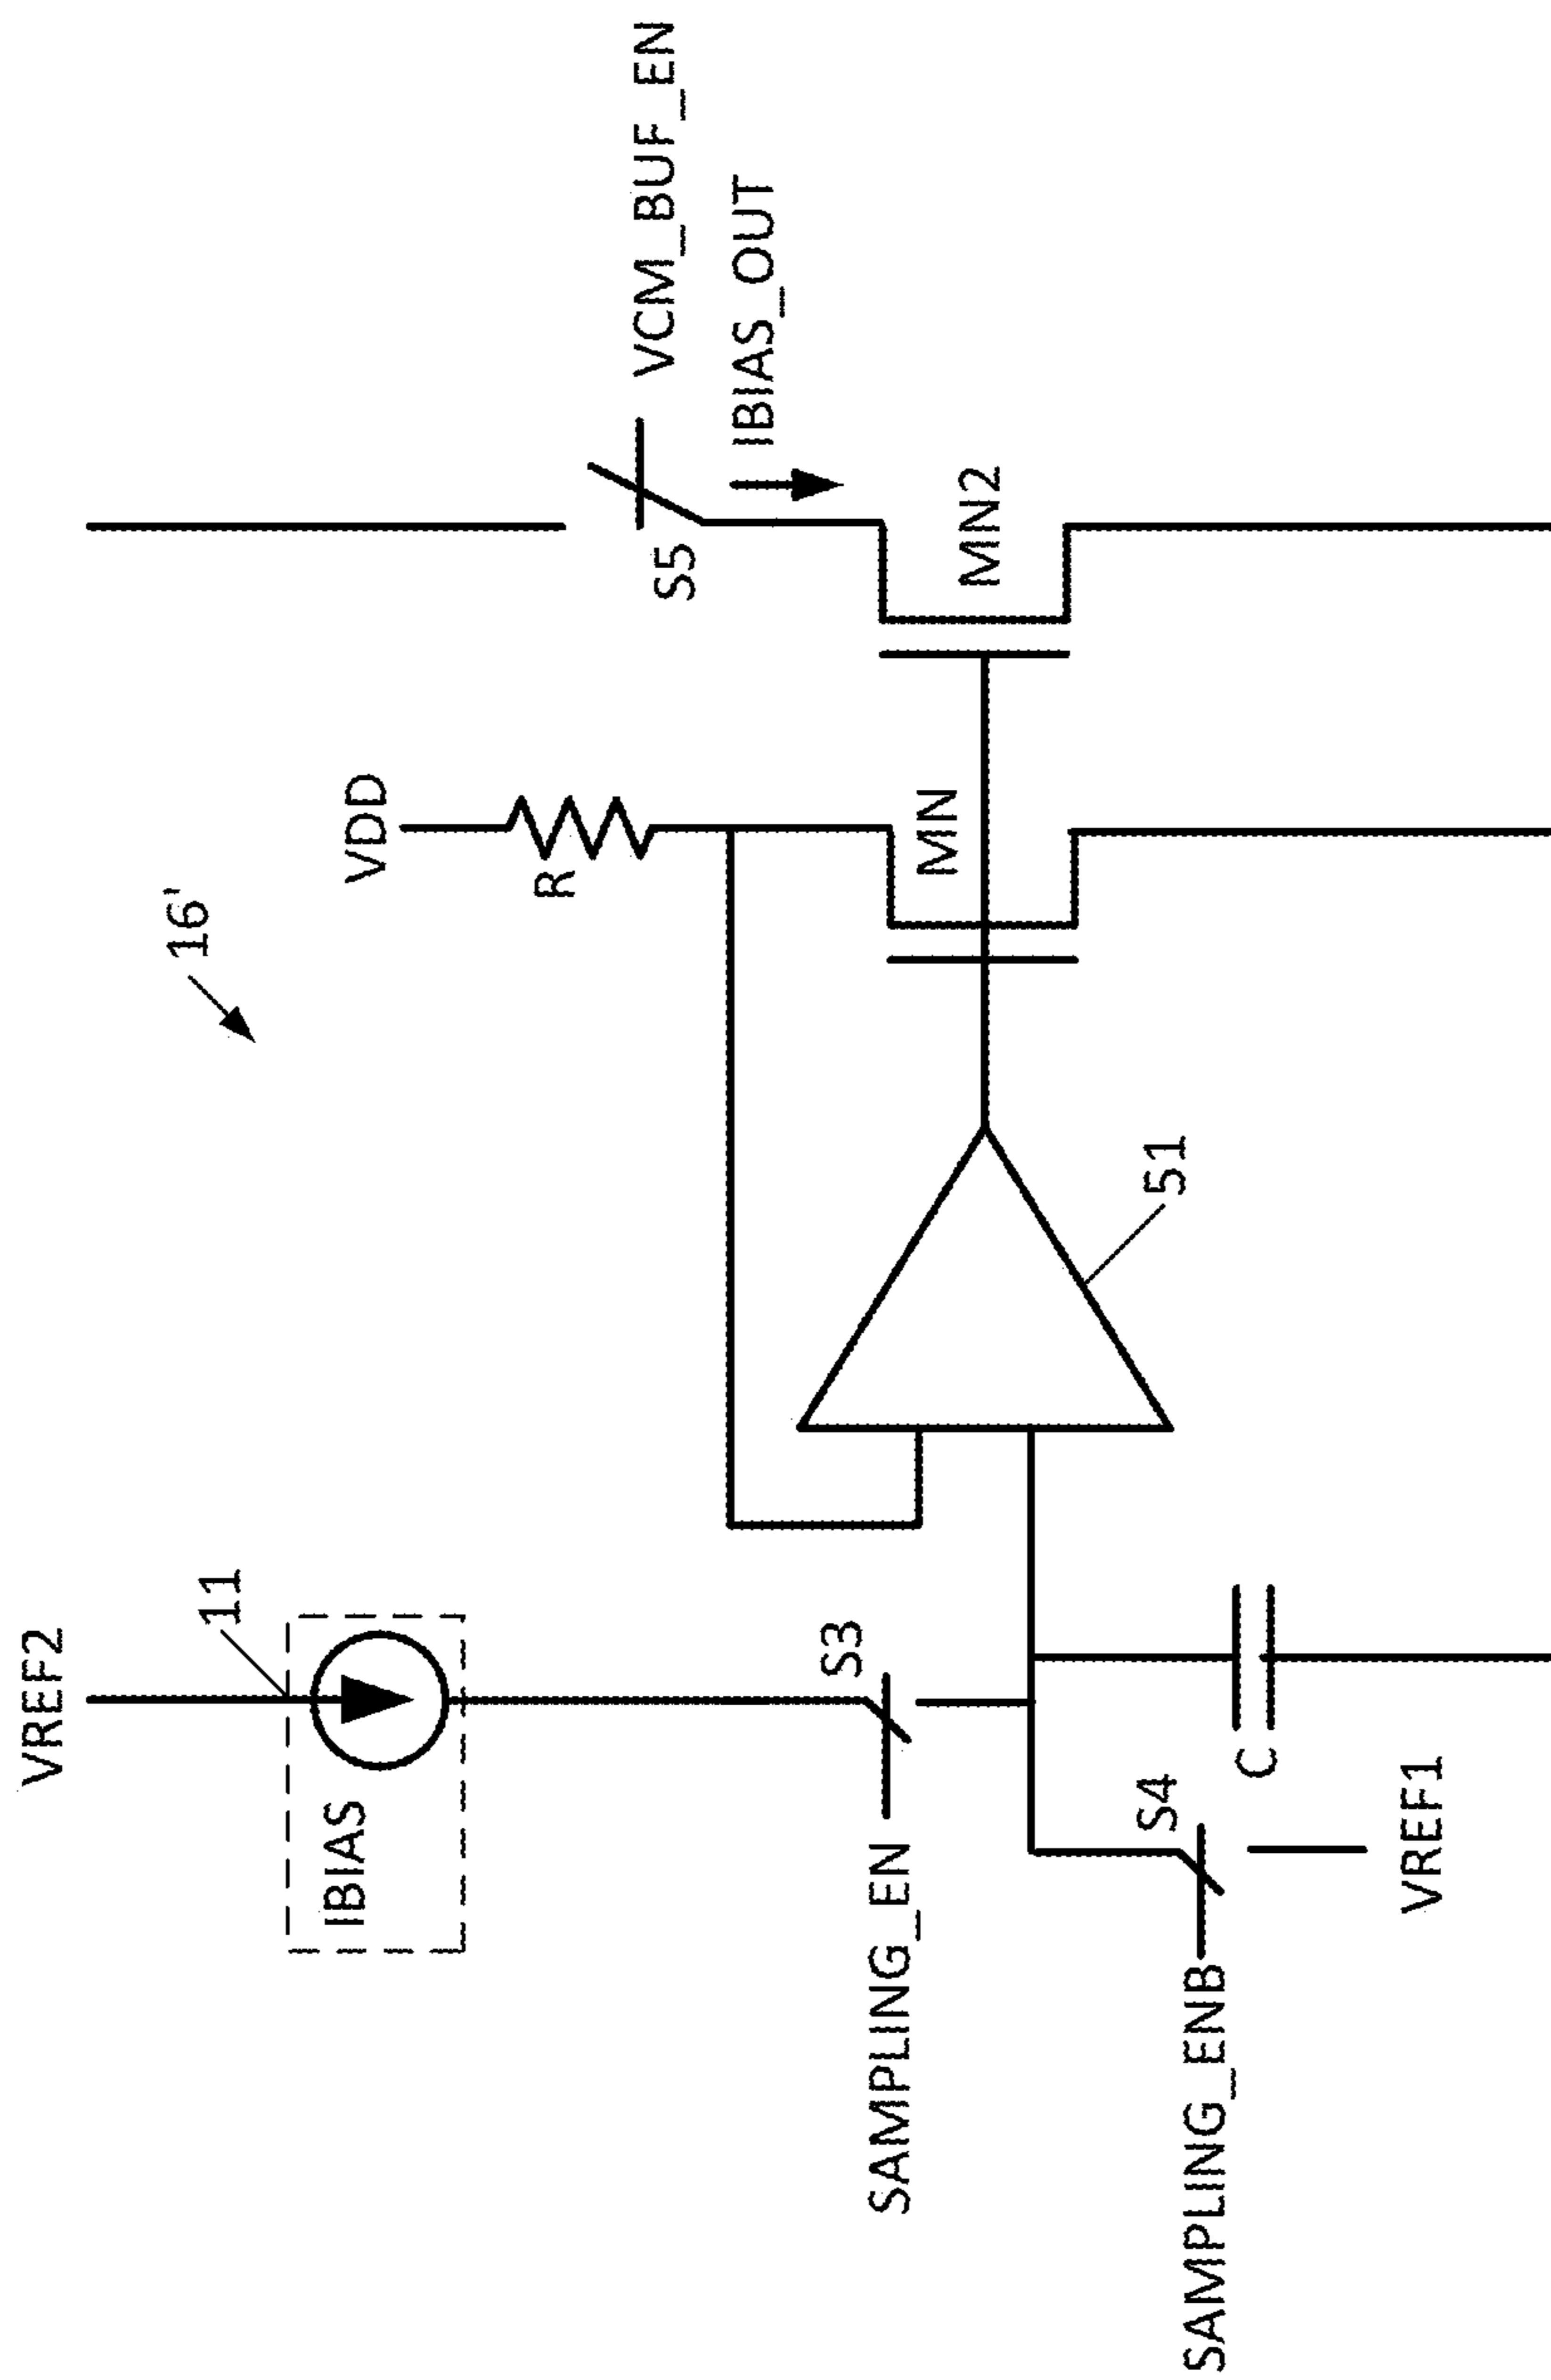 16'
VREF2
11
IBIAS
S3
SAMPLING_EN
S4
SAMPLING_ENB
VREF1
C
51
VDD
R
MN
S5
VCM_BUF_EN
IBIAS_OUT
MN2